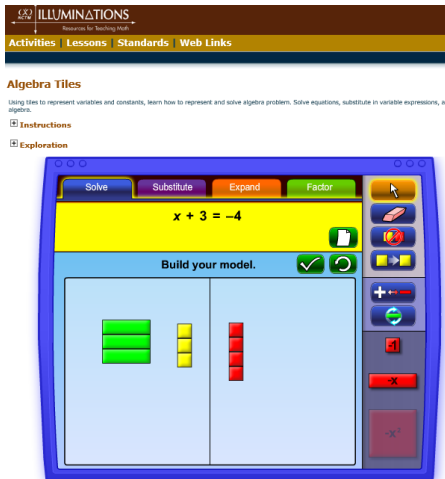 NCTM ILLUMINATIONS
Resources for Teaching Math
Activities | Lessons | Standards | Web Links
Algebra Tiles
Using tiles to represent variables and constants, learn how to represent and solve algebra problem. Solve equations, substitute in variable expressions, a
algebra.
Instructions
Exploration
Solve Substitute Expand Factor
x + 3 = −4
Build your model.
-1
-x
-x²